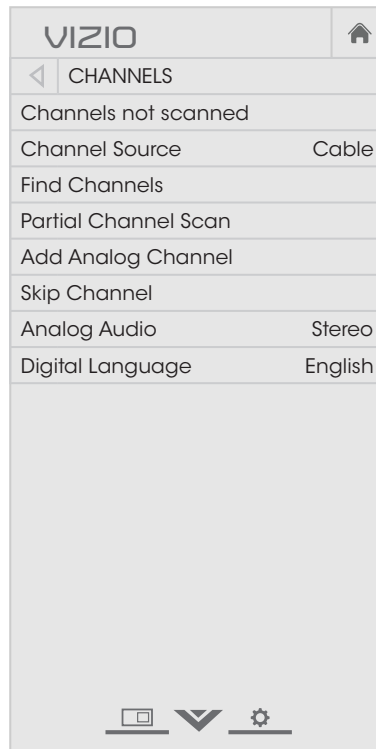 VIZIO
CHANNELS
Channels not scanned
Channel Source Cable
Find Channels
Partial Channel Scan
Add Analog Channel
Skip Channel
Analog Audio Stereo
Digital Language English